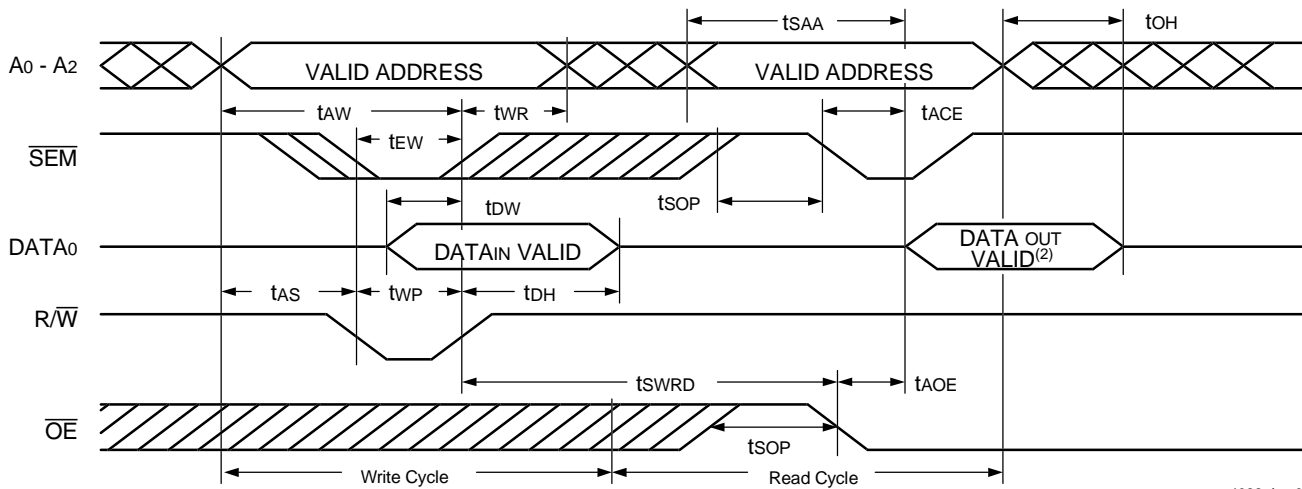 tSAA
tOH
A0 - A2
VALID ADDRESS
VALID ADDRESS
tAW
tWR
tACE
tEW
SEM
tSOP
tDW
DATA0
DATAIN VALID
DATA OUT
VALID(2)
tAS
tWP
tDH
R/W
tSWRD
tAOE
OE
tSOP
Write Cycle
Read Cycle